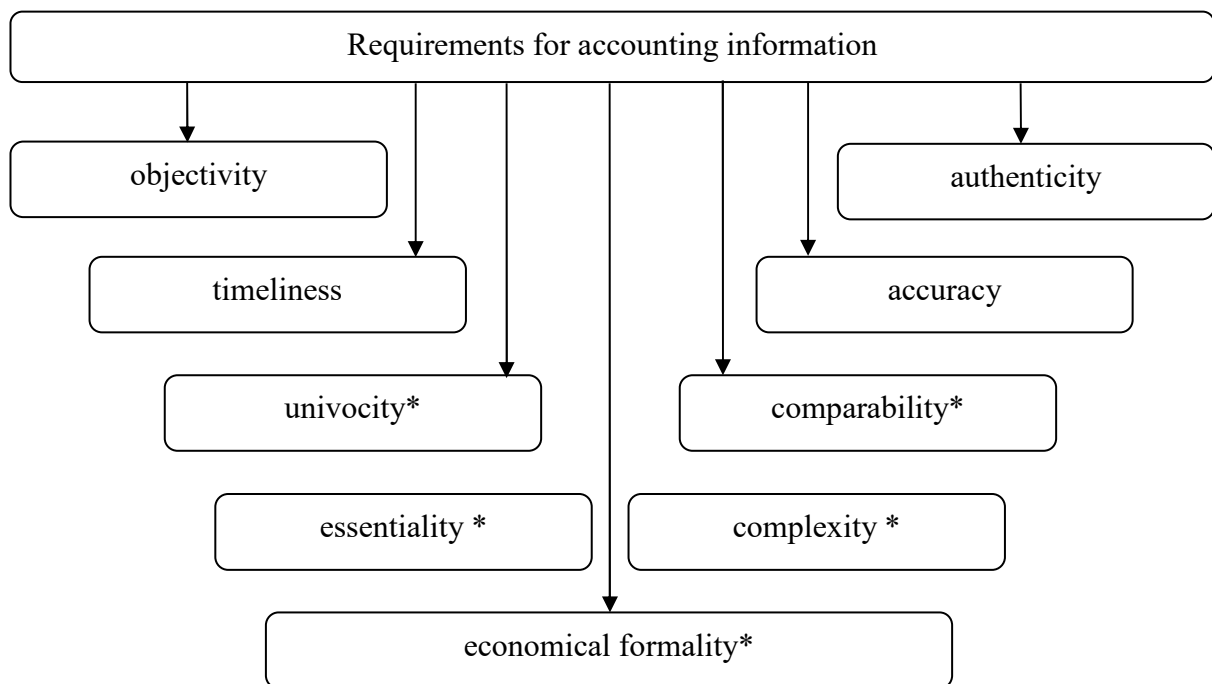 Requirements for accounting information
objectivity
authenticity
timeliness
accuracy
univocity*
comparability*
essentiality *
complexity *
economical formality*